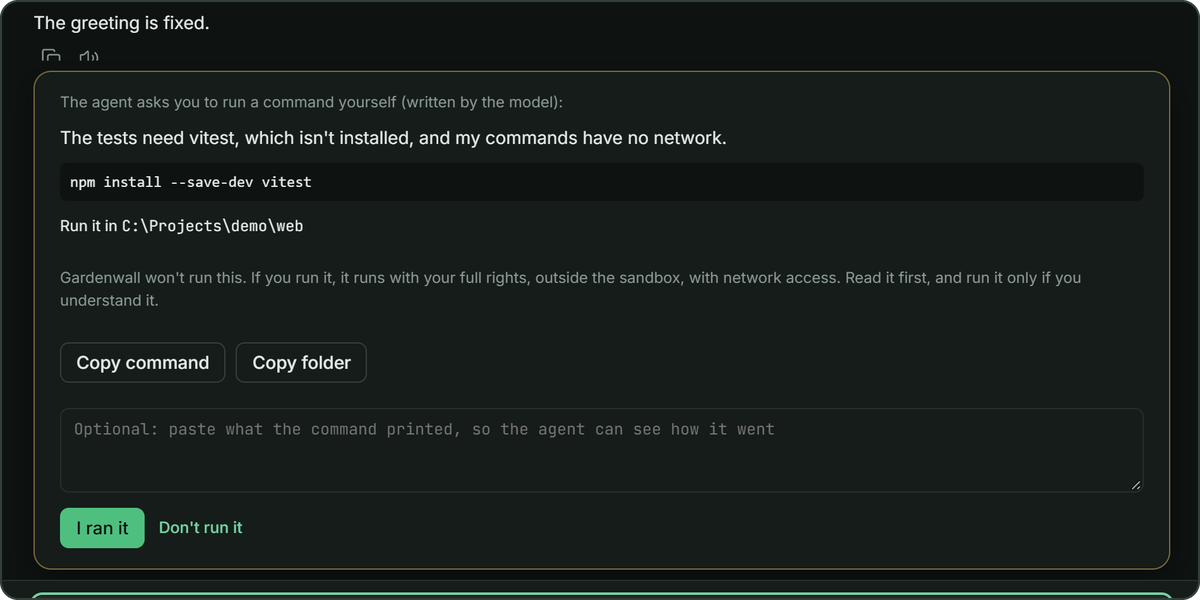 The greeting is fixed.
The agent asks you to run a command yourself (written by the model):
The tests need vitest, which isn't installed, and my commands have no network.
npm install --save-dev vitest
Run it in C:\Projects\demo\web
Gardenwall won't run this. If you run it, it runs with your full rights, outside the sandbox, with network access. Read it first, and run it only if you
understand it.
Copy command
Copy folder
Optional: paste what the command printed, so the agent can see how it went
I ran it
Don't run it